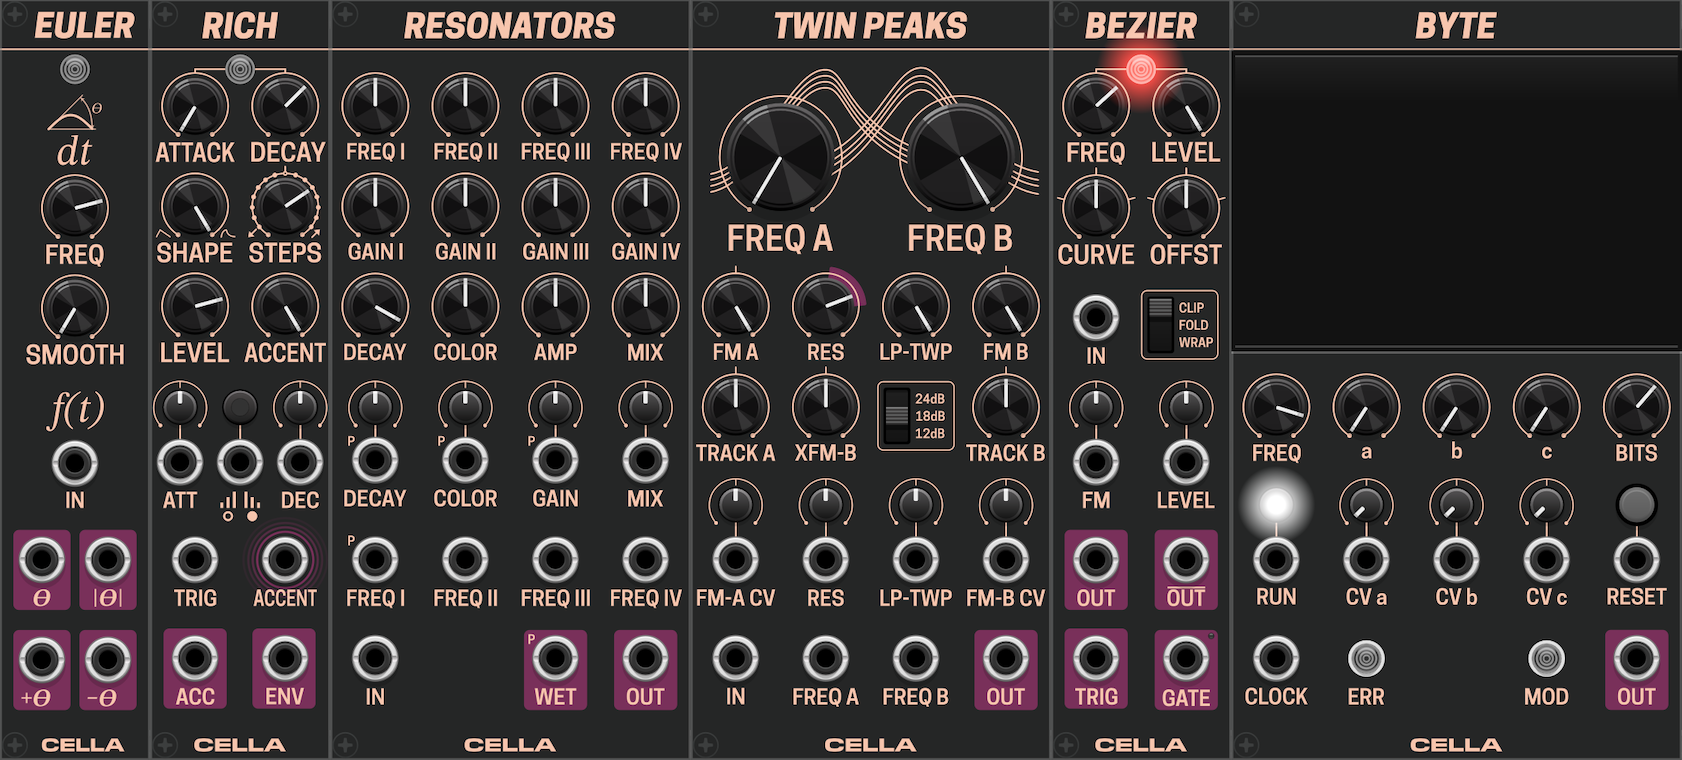 EULER
θ
dt
FREQ
SMOOTH
f(t)
IN
θ
|θ|
+θ
−θ
CELLA
RICH
ATTACK DECAY
SHAPE STEPS
LEVEL ACCENT
ATT DEC
TRIG ACCENT
ACC ENV
CELLA
RESONATORS
FREQ I FREQ II FREQ III FREQ IV
GAIN I GAIN II GAIN III GAIN IV
DECAY COLOR AMP MIX
P P P
DECAY COLOR GAIN MIX
P
FREQ I FREQ II FREQ III FREQ IV
P
IN WET OUT
CELLA
TWIN PEAKS
FREQ A FREQ B
FM A RES LP-TWP FM B
24dB
18dB
12dB
TRACK A XFM-B TRACK B
FM-A CV RES LP-TWP FM-B CV
IN FREQ A FREQ B OUT
CELLA
BEZIER
FREQ LEVEL
CURVE OFFST
CLIP
FOLD
WRAP
IN
FM LEVEL
OUT OUT
TRIG GATE
CELLA
BYTE
FREQ a b c BITS
RUN CV a CV b CV c RESET
CLOCK ERR MOD OUT
CELLA